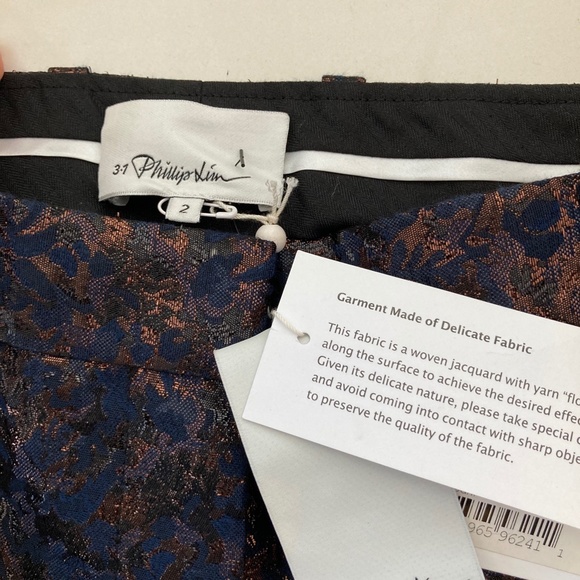 3.1 Phillip Lim
2
Garment Made of Delicate Fabric
This fabric is a woven jacquard with yarn "flo
along the surface to achieve the desired effec
Given its delicate nature, please take special
and avoid coming into contact with sharp obje
to preserve the quality of the fabric.
965 96241 1